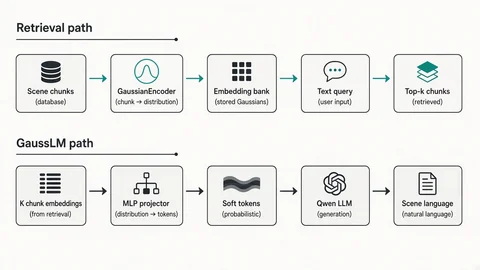 Retrieval path
Scene chunks
(database)
GaussianEncoder
(chunk → distribution)
Embedding bank
(stored Gaussians)
Text query
(user input)
Top-k chunks
(retrieved)
GaussLM path
K chunk embeddings
(from retrieval)
MLP projector
(distribution → tokens)
Soft tokens
(probabilistic)
Qwen LLM
(generation)
Scene language
(natural language)